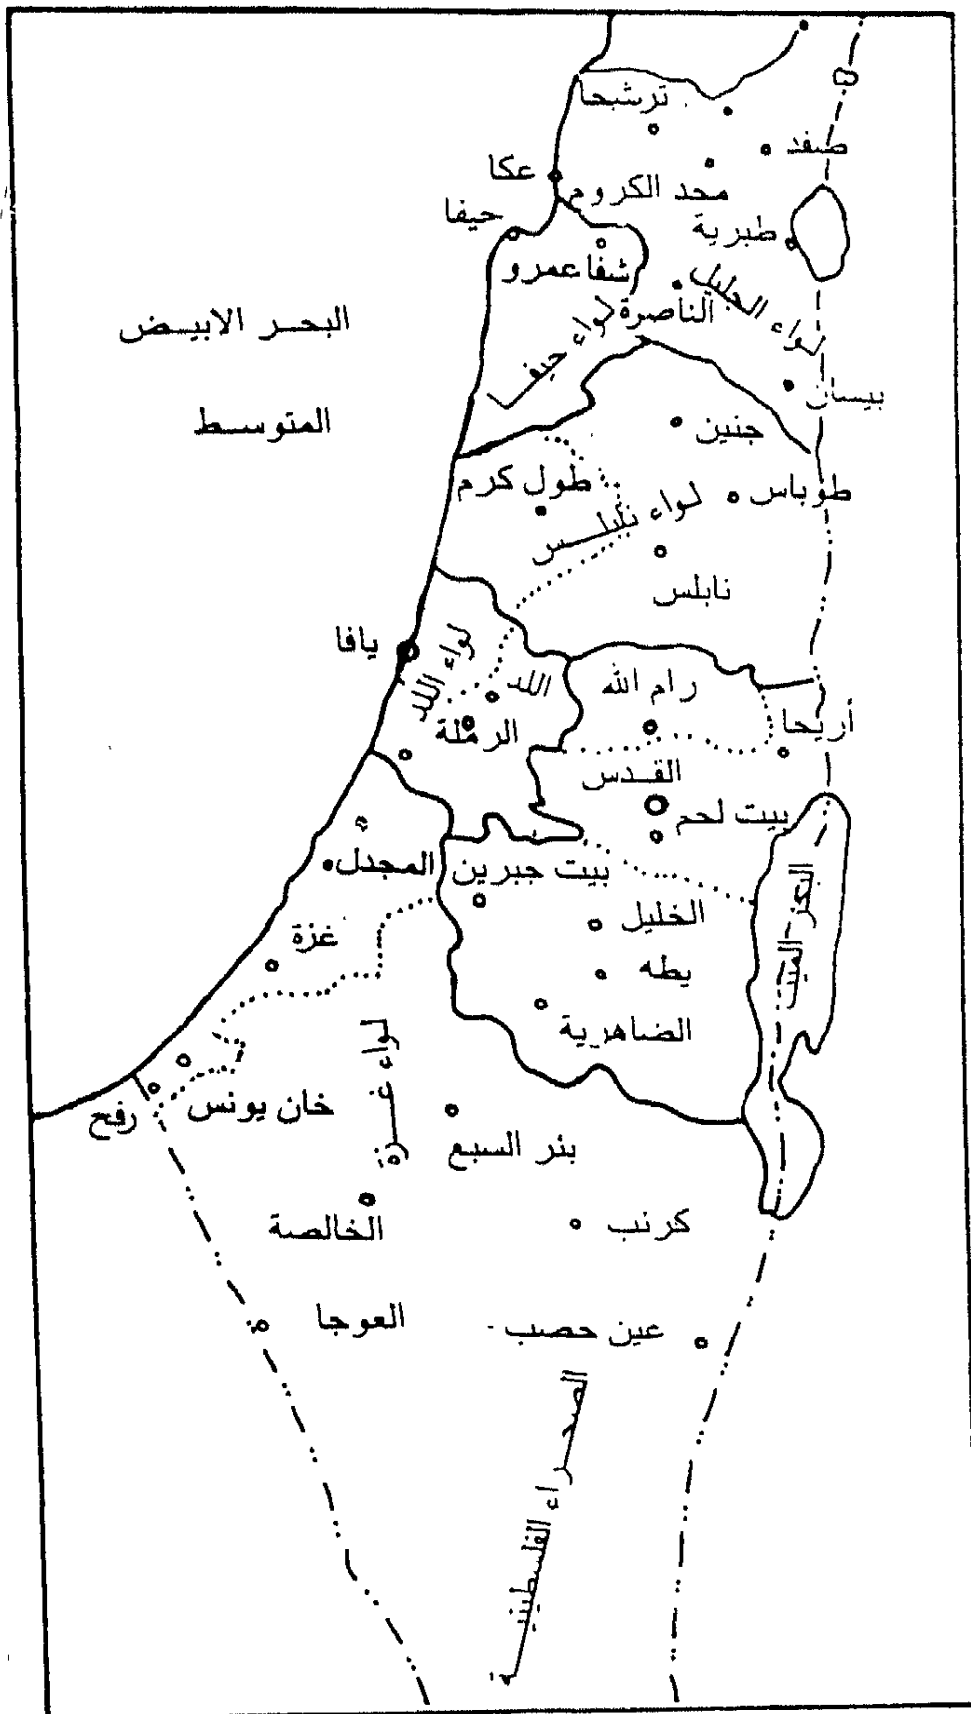 ترشيحا
صفد
عكا
مجد الكروم
حيفا
طبرية
شفا عمرو
لواء الجليل
الناصرة
البحر الابيض
المتوسط
لواء حيفا
بيسان
جنين
طول كرم
طوباس
لواء نابلس
نابلس
يافا
لواء اللد
اللد
رام الله
أريحا
الرملة
القدس
بيت لحم
المجدل
بيت جبرين
البحر الميت
الخليل
غزة
يطه
الضاهرية
لواء غزة
خان يونس
رفح
بئر السبع
الخالصة
كرنب
العوجا
عين حصب
الصحراء الفلسطينية